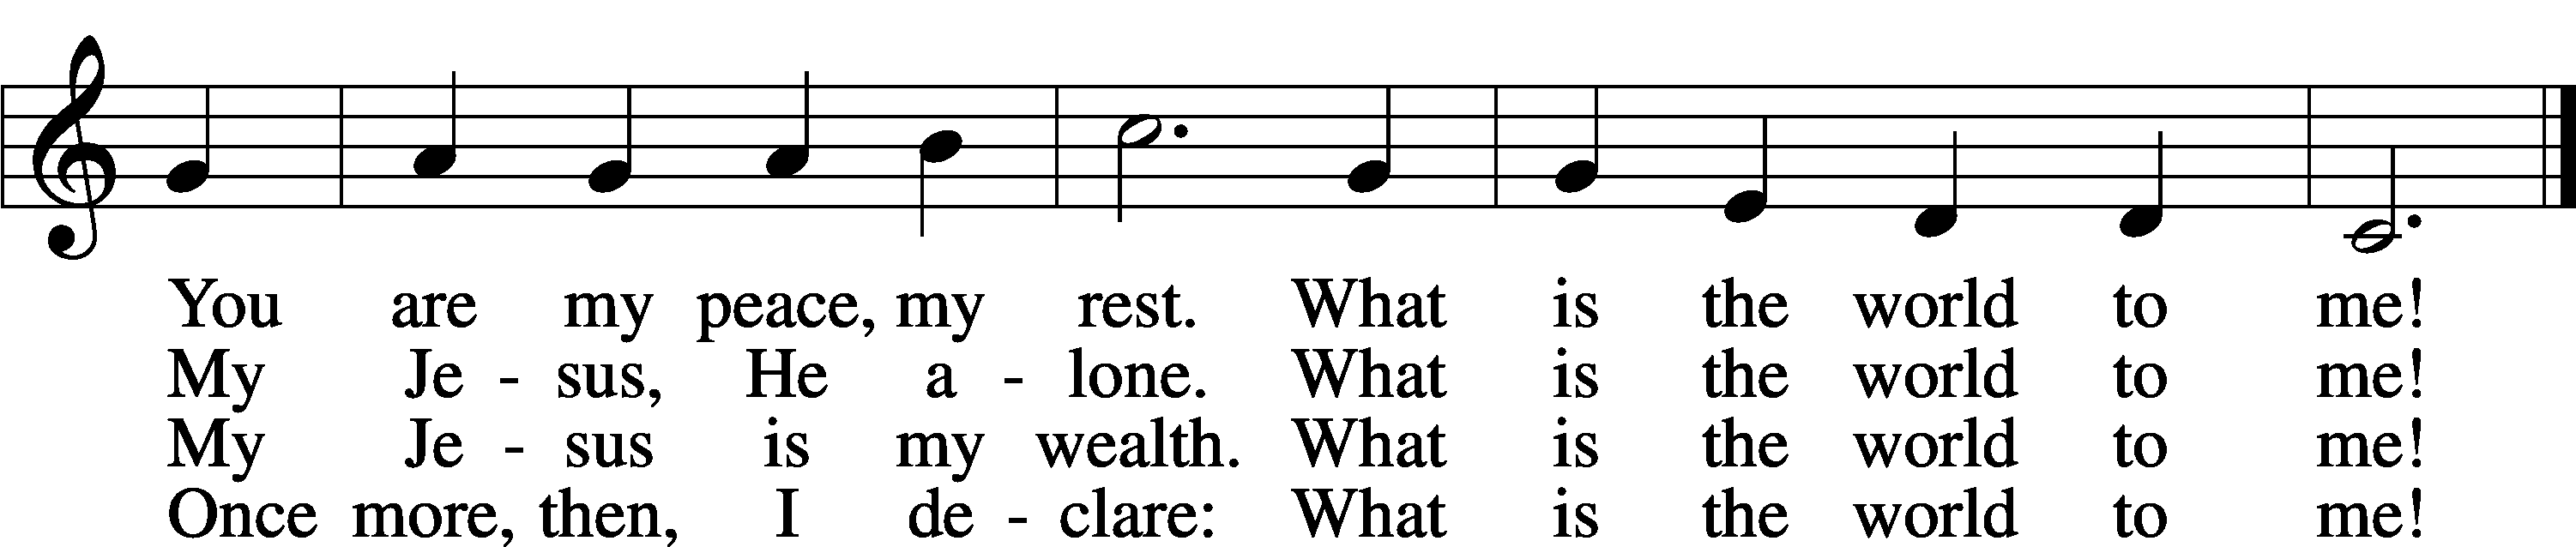 You are my peace, my rest. What is the world to me!
My Je - sus, He a - lone. What is the world to me!
My Je - sus is my wealth. What is the world to me!
Once more, then, I de - clare: What is the world to me!